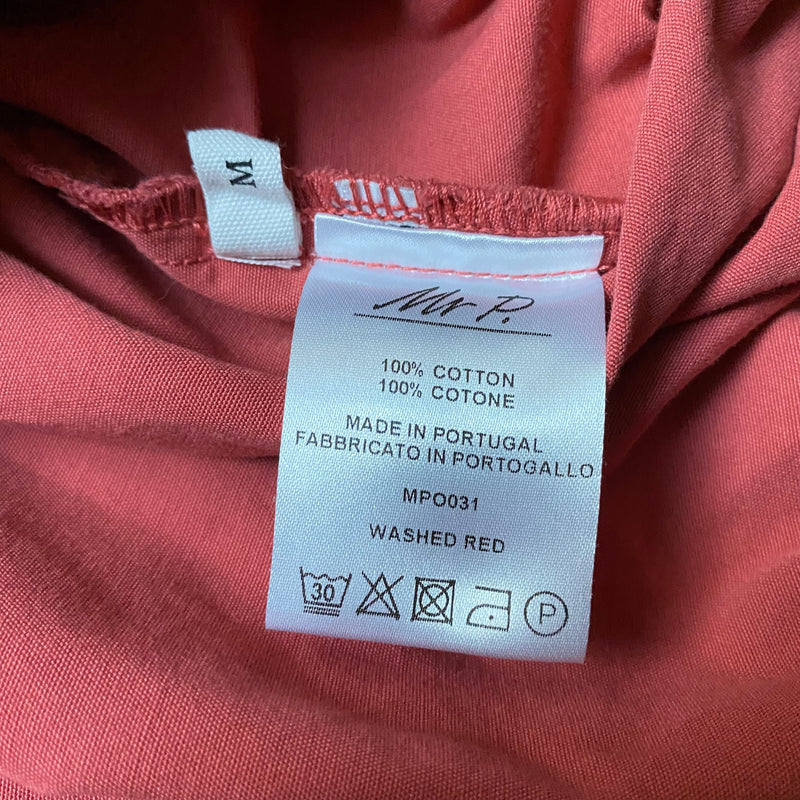 M
Mr P.
100% COTTON
100% COTONE
MADE IN PORTUGAL
FABBRICATO IN PORTOGALLO
MPO031
WASHED RED
30 P